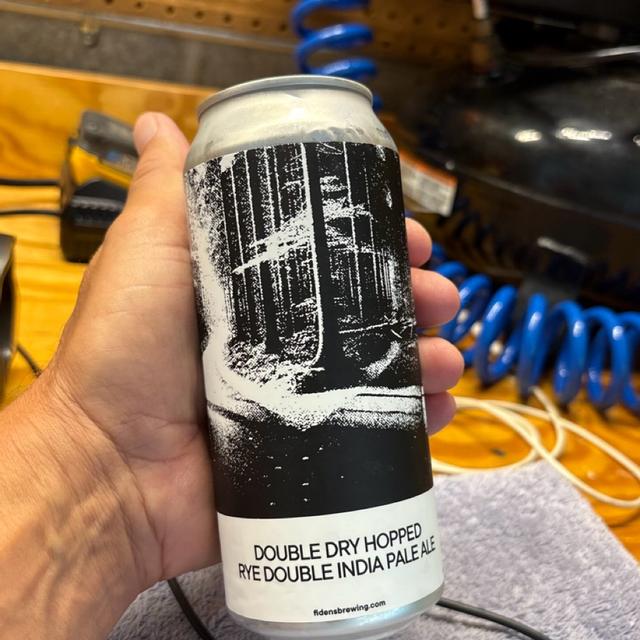 DOUBLE DRY HOPPED
RYE DOUBLE INDIA PALE ALE
fidensbrewing.com